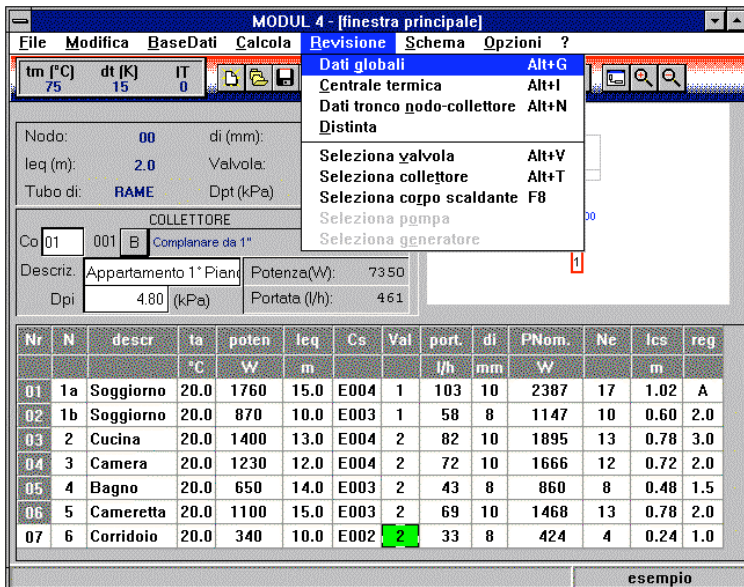 MODUL 4 - [finestra principale]
File Modifica BaseDati Calcola Revisione Schema Opzioni ?
tm [°C] dt [K] IT
75 15 0
Dati globali Alt+G
Centrale termica Alt+I
Dati tronco nodo-collettore Alt+N
Distinta
Seleziona valvola Alt+V
Seleziona collettore Alt+T
Seleziona corpo scaldante F8
Seleziona pompa
Seleziona generatore
Nodo: 00 di (mm):
leq (m): 2.0 Valvola:
Tubo di: RAME Dpt (kPa)
00
1
COLLETTORE
Co 01 001 B Complanare da 1"
Descriz. Appartamento 1° Piano Potenza(W): 7350
Dpi 4.80 (kPa) Portata (l/h): 461
Nr N descr ta poten leq Cs Val port. di PNom. Ne lcs reg
°C W m l/h mm W m
01 1a Soggiorno 20.0 1760 15.0 E004 1 103 10 2387 17 1.02 A
02 1b Soggiorno 20.0 870 10.0 E003 1 58 8 1147 10 0.60 2.0
03 2 Cucina 20.0 1400 13.0 E004 2 82 10 1895 13 0.78 3.0
04 3 Camera 20.0 1230 12.0 E004 2 72 10 1666 12 0.72 2.0
05 4 Bagno 20.0 650 14.0 E003 2 43 8 860 8 0.48 1.5
06 5 Cameretta 20.0 1100 15.0 E003 2 69 10 1468 13 0.78 2.0
07 6 Corridoio 20.0 340 10.0 E002 2 33 8 424 4 0.24 1.0
esempio